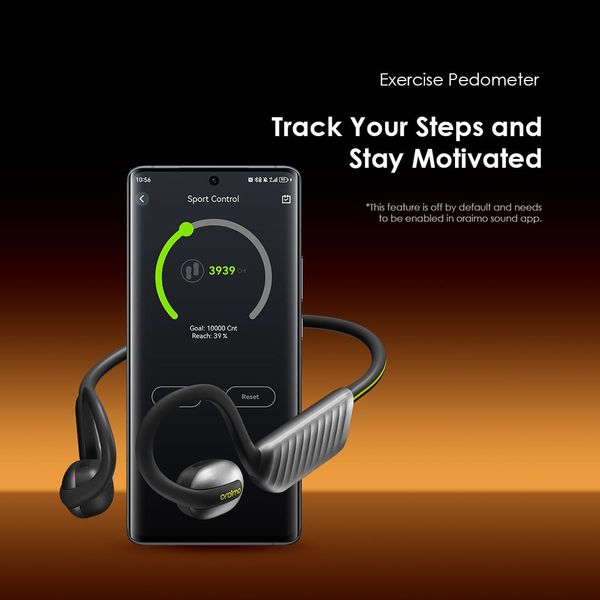 Exercise Pedometer
Track Your Steps and
Stay Motivated
*This feature is off by default and needs
to be enabled in oraimo sound app.
10:56
Sport Control
3939 Cnt
Goal: 10000 Cnt
Reach: 39 %
Reset
oraimo